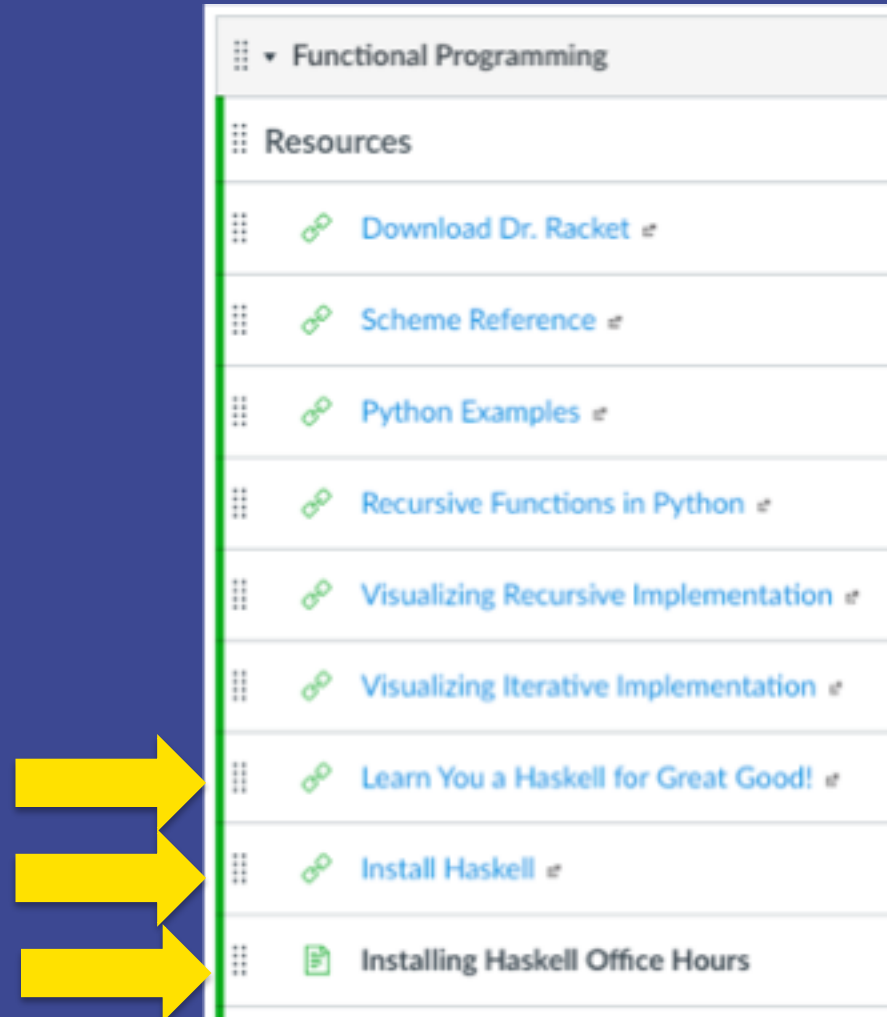 Functional Programming
Resources
Download Dr. Racket
Scheme Reference
Python Examples
Recursive Functions in Python
Visualizing Recursive Implementation
Visualizing Iterative Implementation
Learn You a Haskell for Great Good!
Install Haskell
Installing Haskell Office Hours